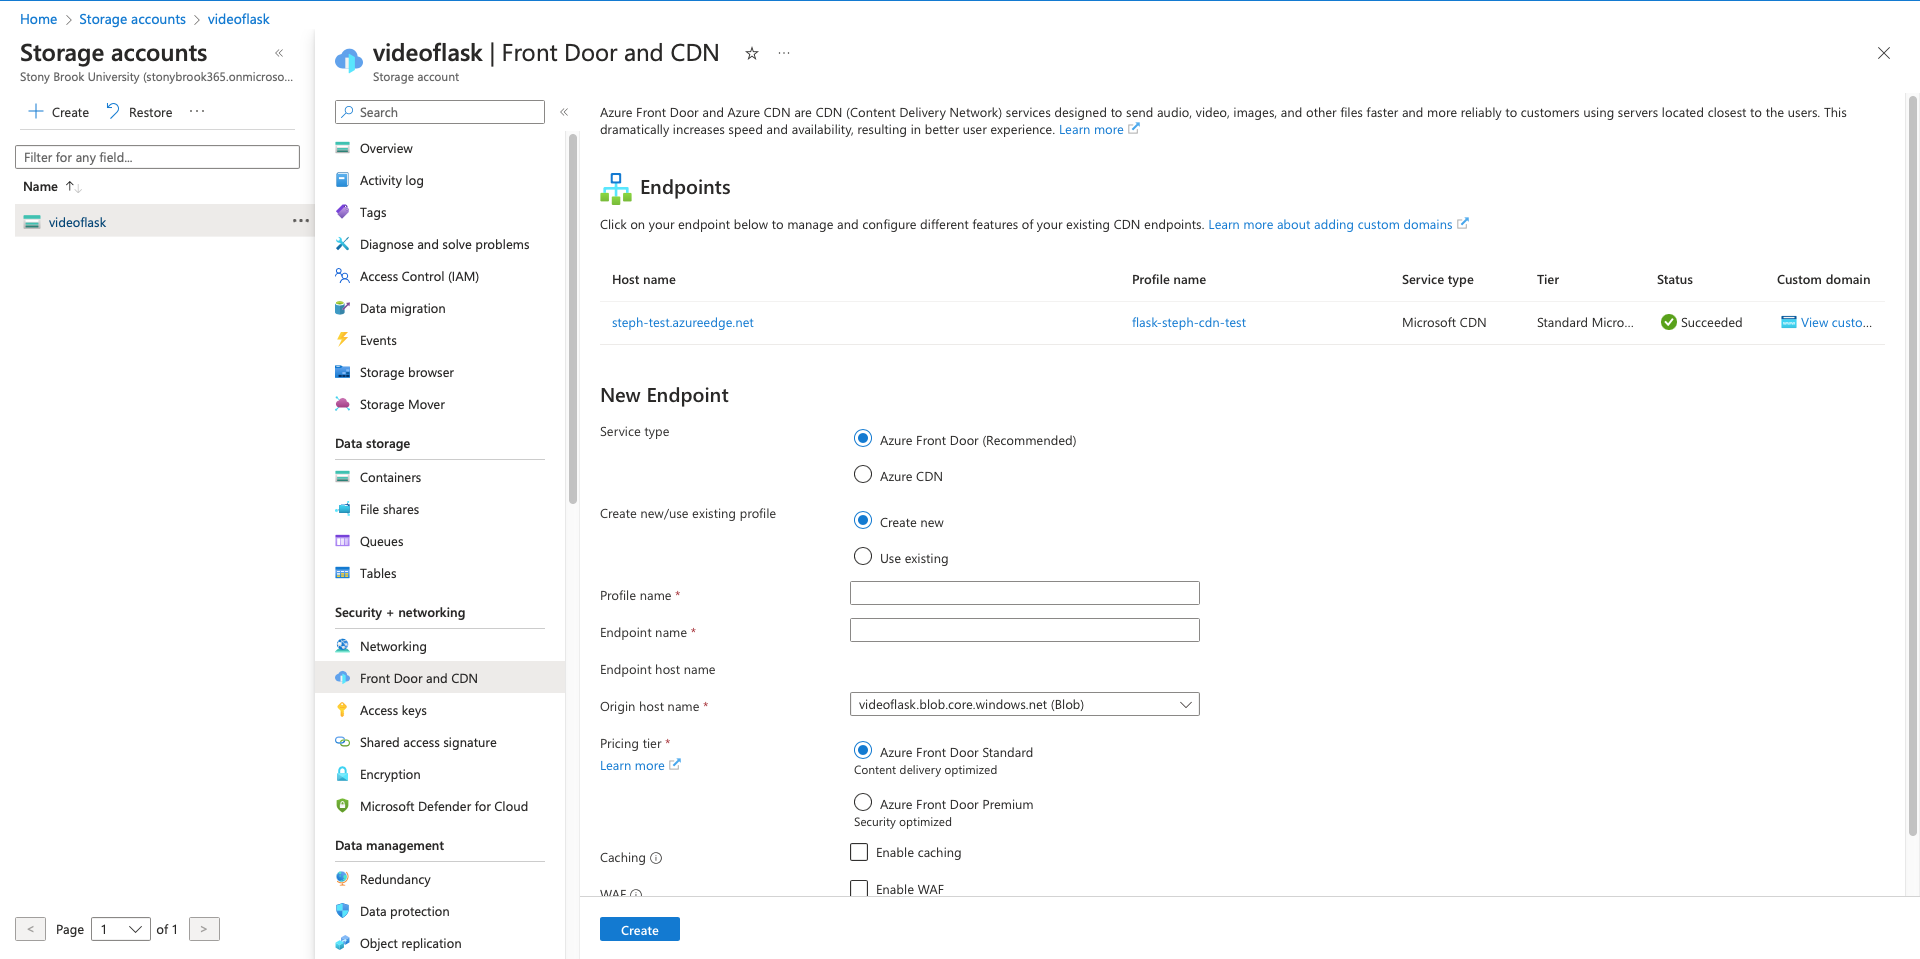 Home > Storage accounts > videoflask
Storage accounts «
Stony Brook University (stonybrook365.onmicroso...
+ Create Restore ...
Filter for any field...
Name ↑↓
videoflask ...
< Page 1 of 1 >
videoflask | Front Door and CDN ☆ ...
Storage account
Search «
Overview
Activity log
Tags
Diagnose and solve problems
Access Control (IAM)
Data migration
Events
Storage browser
Storage Mover
Data storage
Containers
File shares
Queues
Tables
Security + networking
Networking
Front Door and CDN
Access keys
Shared access signature
Encryption
Microsoft Defender for Cloud
Data management
Redundancy
Data protection
Object replication
Azure Front Door and Azure CDN are CDN (Content Delivery Network) services designed to send audio, video, images, and other files faster and more reliably to customers using servers located closest to the users. This
dramatically increases speed and availability, resulting in better user experience. Learn more
Endpoints
Click on your endpoint below to manage and configure different features of your existing CDN endpoints. Learn more about adding custom domains
Host name Profile name Service type Tier Status Custom domain
steph-test.azureedge.net flask-steph-cdn-test Microsoft CDN Standard Micro... Succeeded View custo...
New Endpoint
Service type
Azure Front Door (Recommended)
Azure CDN
Create new/use existing profile
Create new
Use existing
Profile name *
Endpoint name *
Endpoint host name
Origin host name * videoflask.blob.core.windows.net (Blob)
Pricing tier *
Learn more
Azure Front Door Standard
Content delivery optimized
Azure Front Door Premium
Security optimized
Caching Enable caching
WAF Enable WAF
Create